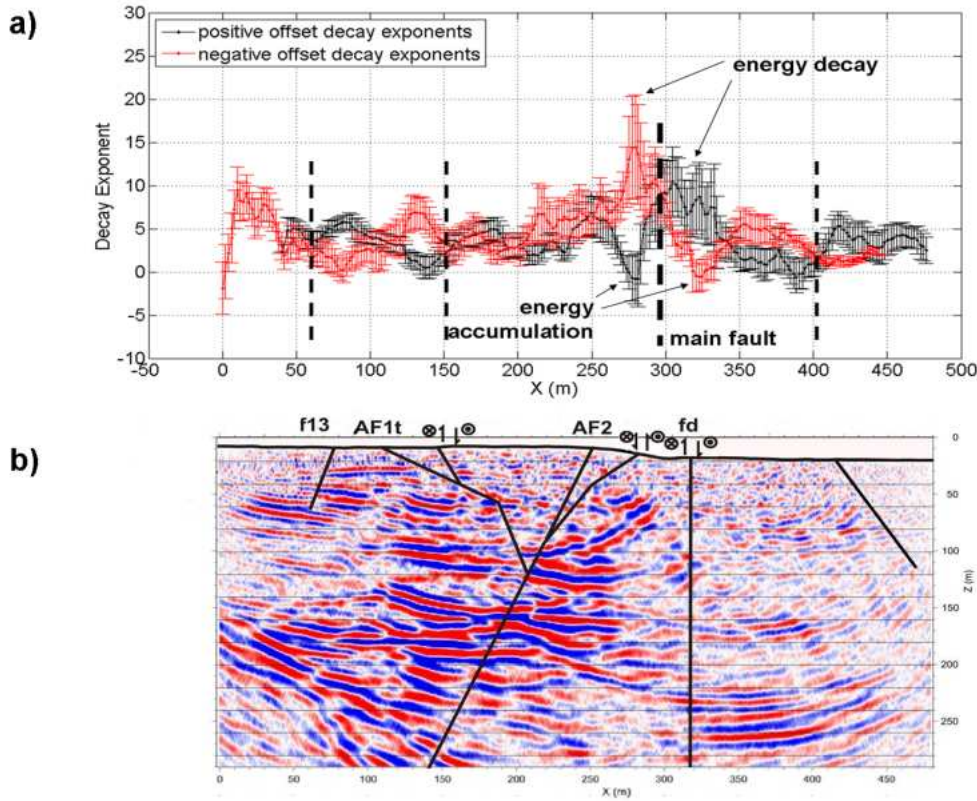 a)
30
25
20
15
10
5
0
-5
-10
Decay Exponent
positive offset decay exponents
negative offset decay exponents
energy decay
energy
accumulation
main fault
-50
0
50
100
150
200
250
300
350
400
450
500
X (m)
b)
f13
AF1t
AF2
fd
0
50
100
150
200
250
Z (m)
0
50
100
150
200
250
300
350
400
450
X (m)